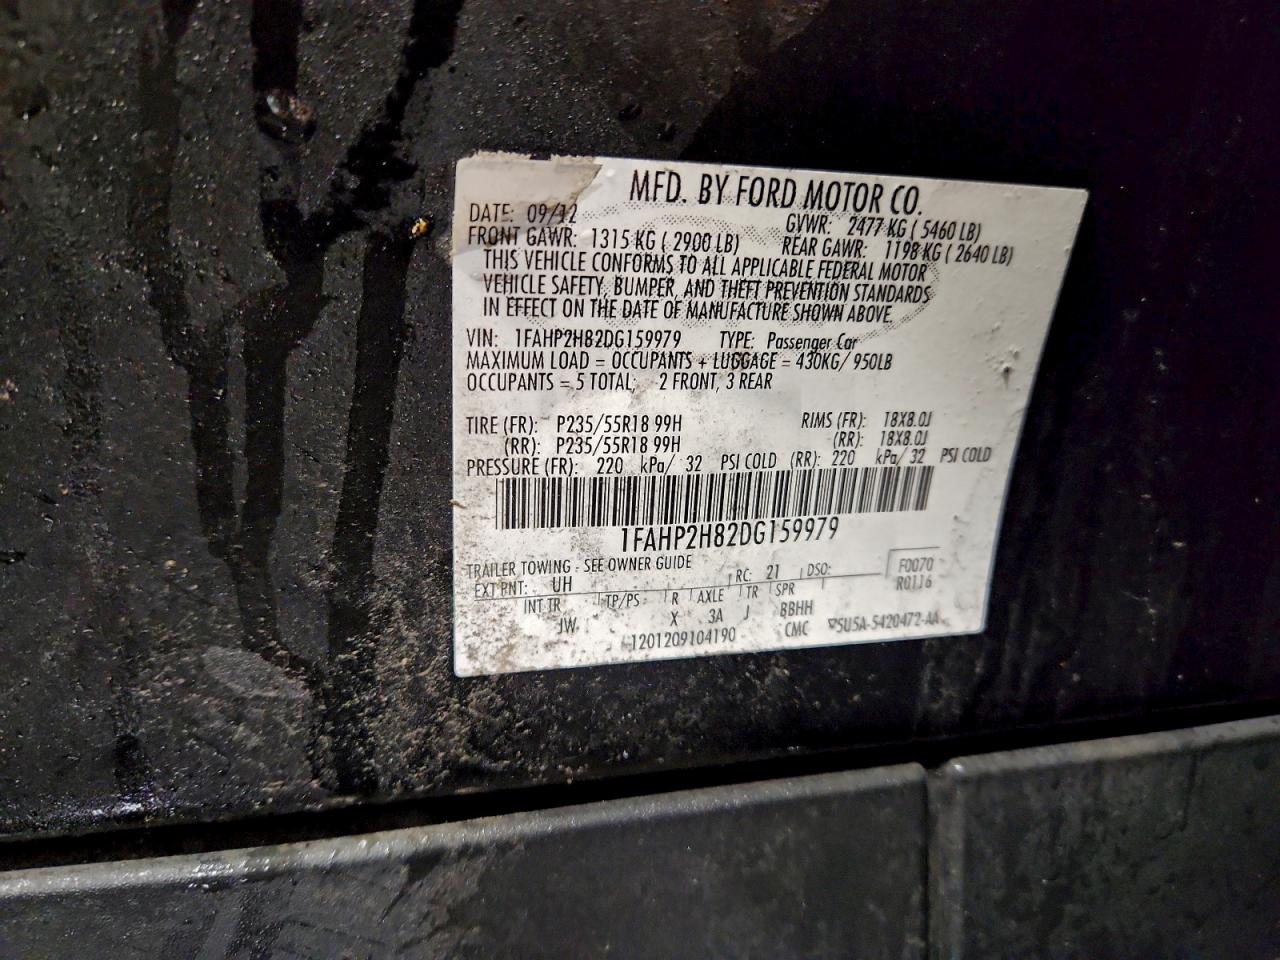 MFD. BY FORD MOTOR CO.
DATE: 09/12 GVWR: 2477 KG ( 5460 LB)
FRONT GAWR: 1315 KG ( 2900 LB) REAR GAWR: 1198 KG ( 2640 LB)
THIS VEHICLE CONFORMS TO ALL APPLICABLE FEDERAL MOTOR
VEHICLE SAFETY, BUMPER, AND THEFT PREVENTION STANDARDS
IN EFFECT ON THE DATE OF MANUFACTURE SHOWN ABOVE.
VIN: 1FAHP2H82DG159979 TYPE: Passenger Car
MAXIMUM LOAD = OCCUPANTS + LUGGAGE = 430KG/ 950LB
OCCUPANTS = 5 TOTAL; 2 FRONT, 3 REAR
TIRE (FR): P235/55R18 99H RIMS (FR): 18X8.0J
(RR): P235/55R18 99H (RR): 18X8.0J
PRESSURE (FR): 220 kPa/ 32 PSI COLD (RR): 220 kPa/ 32 PSI COLD
1FAHP2H82DG159979
TRAILER TOWING - SEE OWNER GUIDE
EXT PNT: UH RC: 21 DSO: F0070
R0116
INT TR TP/PS R AXLE TR SPR
JW X 3A J BBHH
1201209104190 CMC 5U5A-5420472-AA